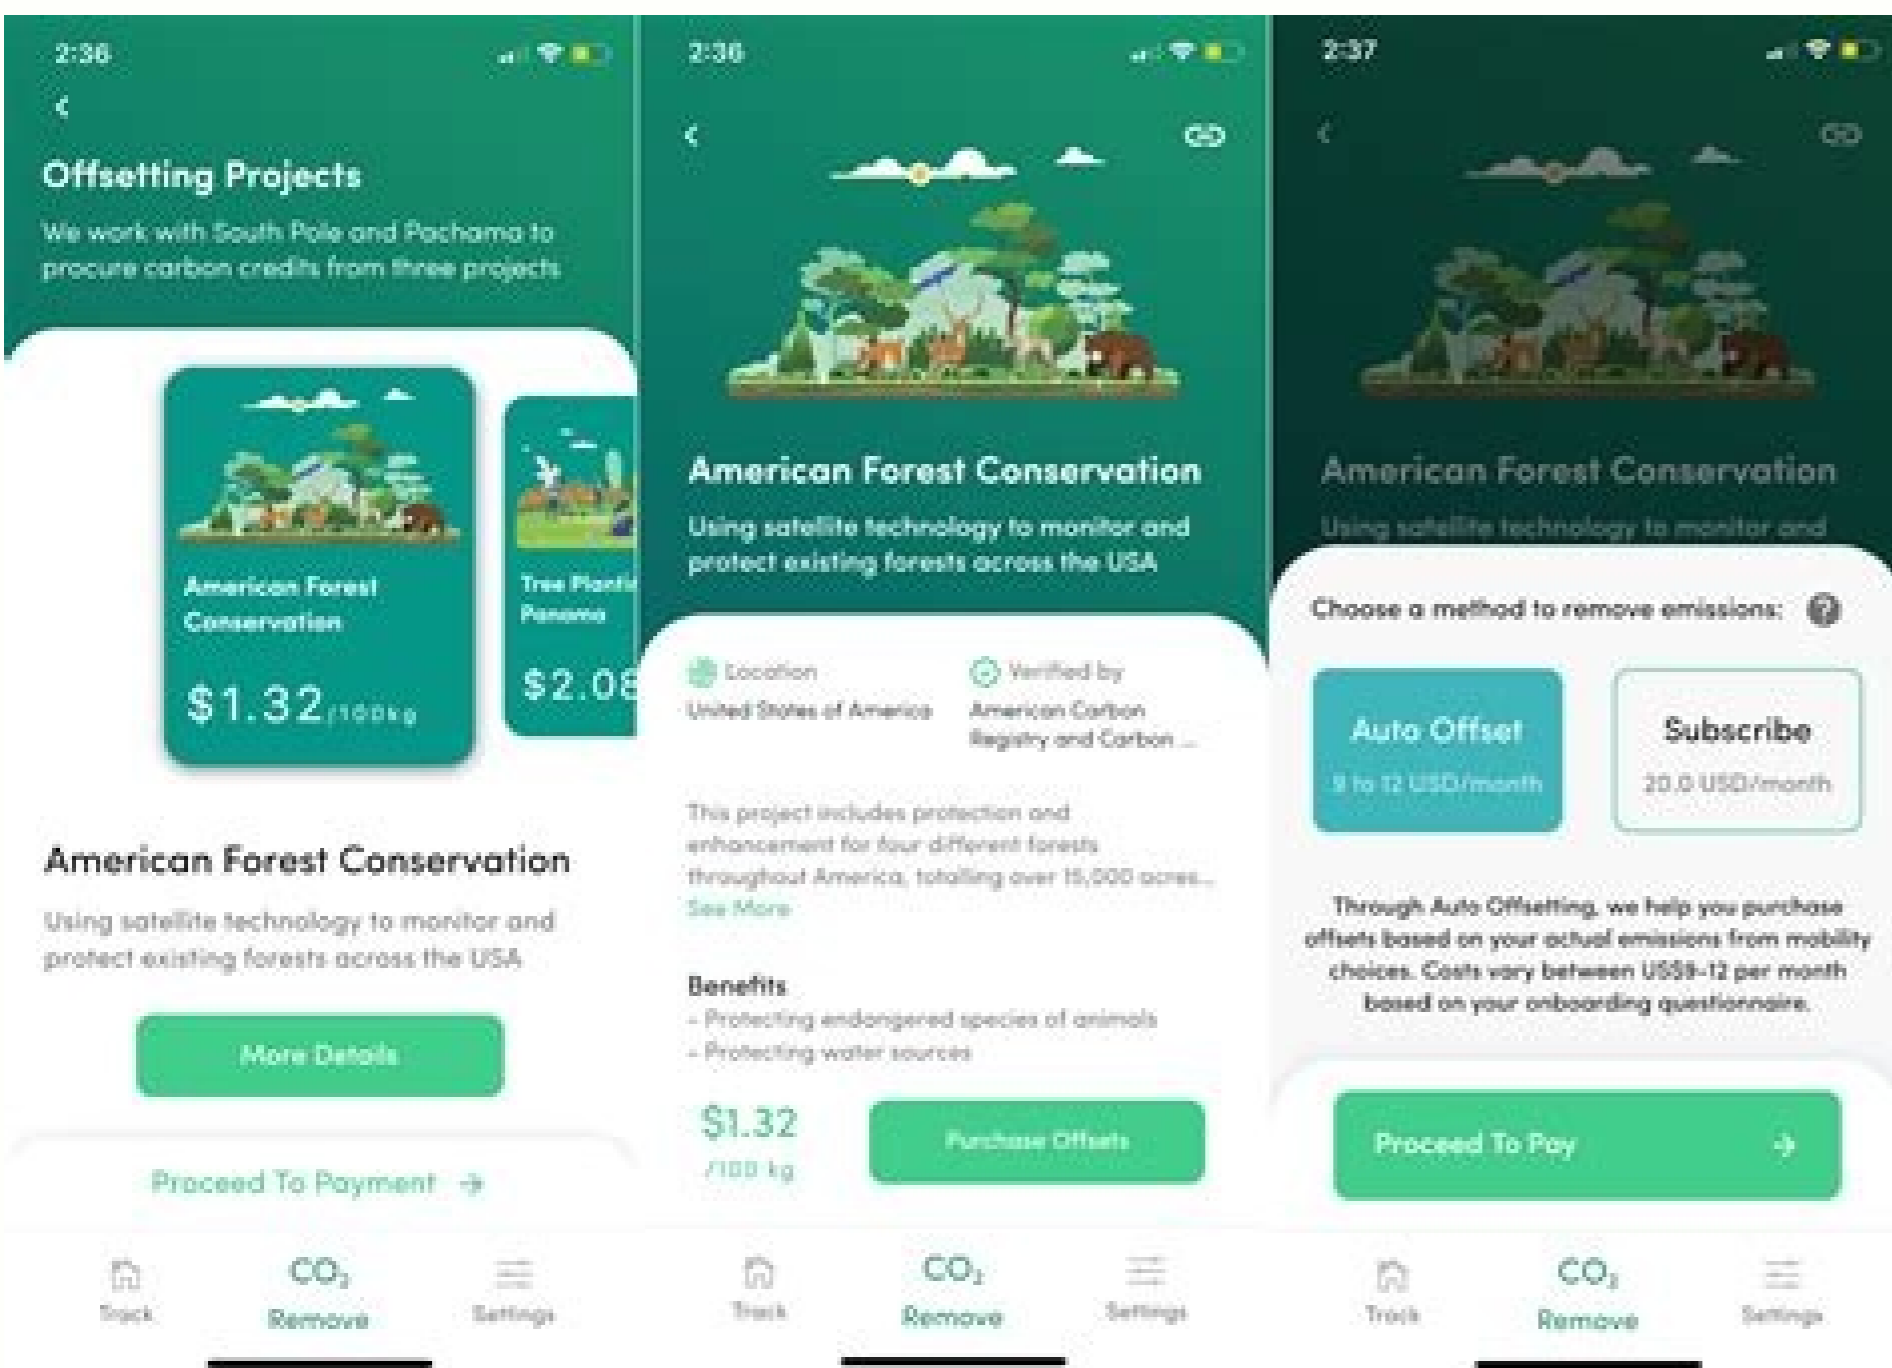 2:36
Offsetting Projects
We work with South Pole and Pachama to
procure carbon credits from three projects
American Forest
Conservation
$1.32/100kg
Tree Planti
Panama
$2.08
American Forest Conservation
Using satellite technology to monitor and
protect existing forests across the USA
More Details
Proceed To Payment →
Track
CO₂
Remove
Settings
2:36
American Forest Conservation
Using satellite technology to monitor and
protect existing forests across the USA
Location
United States of America
Verified by
American Carbon
Registry and Carbon ...
This project includes protection and
enhancement for four different forests
throughout America, totalling over 15,000 acres...
See More
Benefits
- Protecting endangered species of animals
- Protecting water sources
$1.32
/100 kg
Purchase Offsets
Track
CO₂
Remove
Settings
2:37
American Forest Conservation
Using satellite technology to monitor and
Choose a method to remove emissions: ?
Auto Offset
9 to 12 USD/month
Subscribe
20.0 USD/month
Through Auto Offsetting, we help you purchase
offsets based on your actual emissions from mobility
choices. Costs vary between US$9-12 per month
based on your onboarding questionnaire.
Proceed To Pay →
Track
CO₂
Remove
Settings